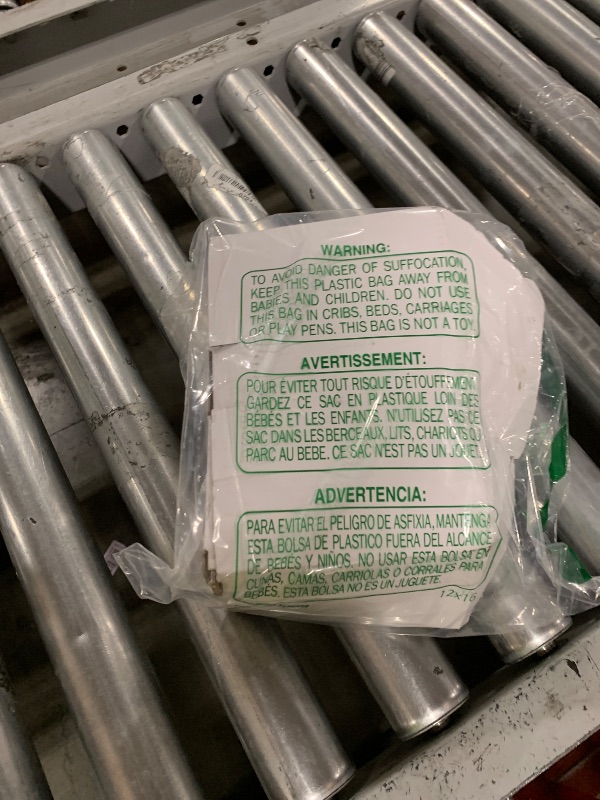 WARNING:
TO AVOID DANGER OF SUFFOCATION,
KEEP THIS PLASTIC BAG AWAY FROM
BABIES AND CHILDREN. DO NOT USE
THIS BAG IN CRIBS, BEDS, CARRIAGES
OR PLAY PENS. THIS BAG IS NOT A TOY.
AVERTISSEMENT:
POUR ÉVITER TOUT RISQUE D'ÉTOUFFEMENT,
GARDEZ CE SAC EN PLASTIQUE LOIN DES
BÉBÉS ET LES ENFANTS. N'UTILISEZ PAS CE
SAC DANS LES BERCEAUX, LITS, CHARIOTS OU
PARC AU BEBE. CE SAC N'EST PAS UN JOUET.
ADVERTENCIA:
PARA EVITAR EL PELIGRO DE ASFIXIA, MANTENGA
ESTA BOLSA DE PLASTICO FUERA DEL ALCANCE
DE BEBÉS Y NIÑOS. NO USAR ESTA BOLSA EN
CUNAS, CAMAS, CARRIOLAS O CORRALES PARA
BEBÉS. ESTA BOLSA NO ES UN JUGUETE.
12X16